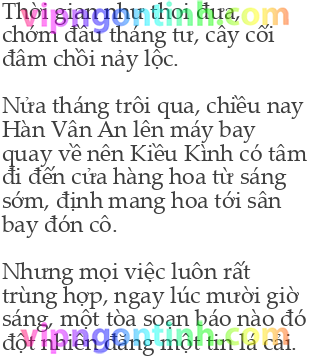 Thời gian như thoi đưa,
chớm đầu tháng tư, cây cối
đâm chồi nảy lộc.
Nửa tháng trôi qua, chiều nay
Hàn Vân An lên máy bay
quay về nên Kiều Kình có tâm
đi đến cửa hàng hoa từ sáng
sớm, định mang hoa tới sân
bay đón cô.
Nhưng mọi việc luôn rất
trùng hợp, ngay lúc mười giờ
sáng, một tòa soạn báo nào đó
đột nhiên đăng một tin lá cải.
vipngontinh.com
vipngontinh.com